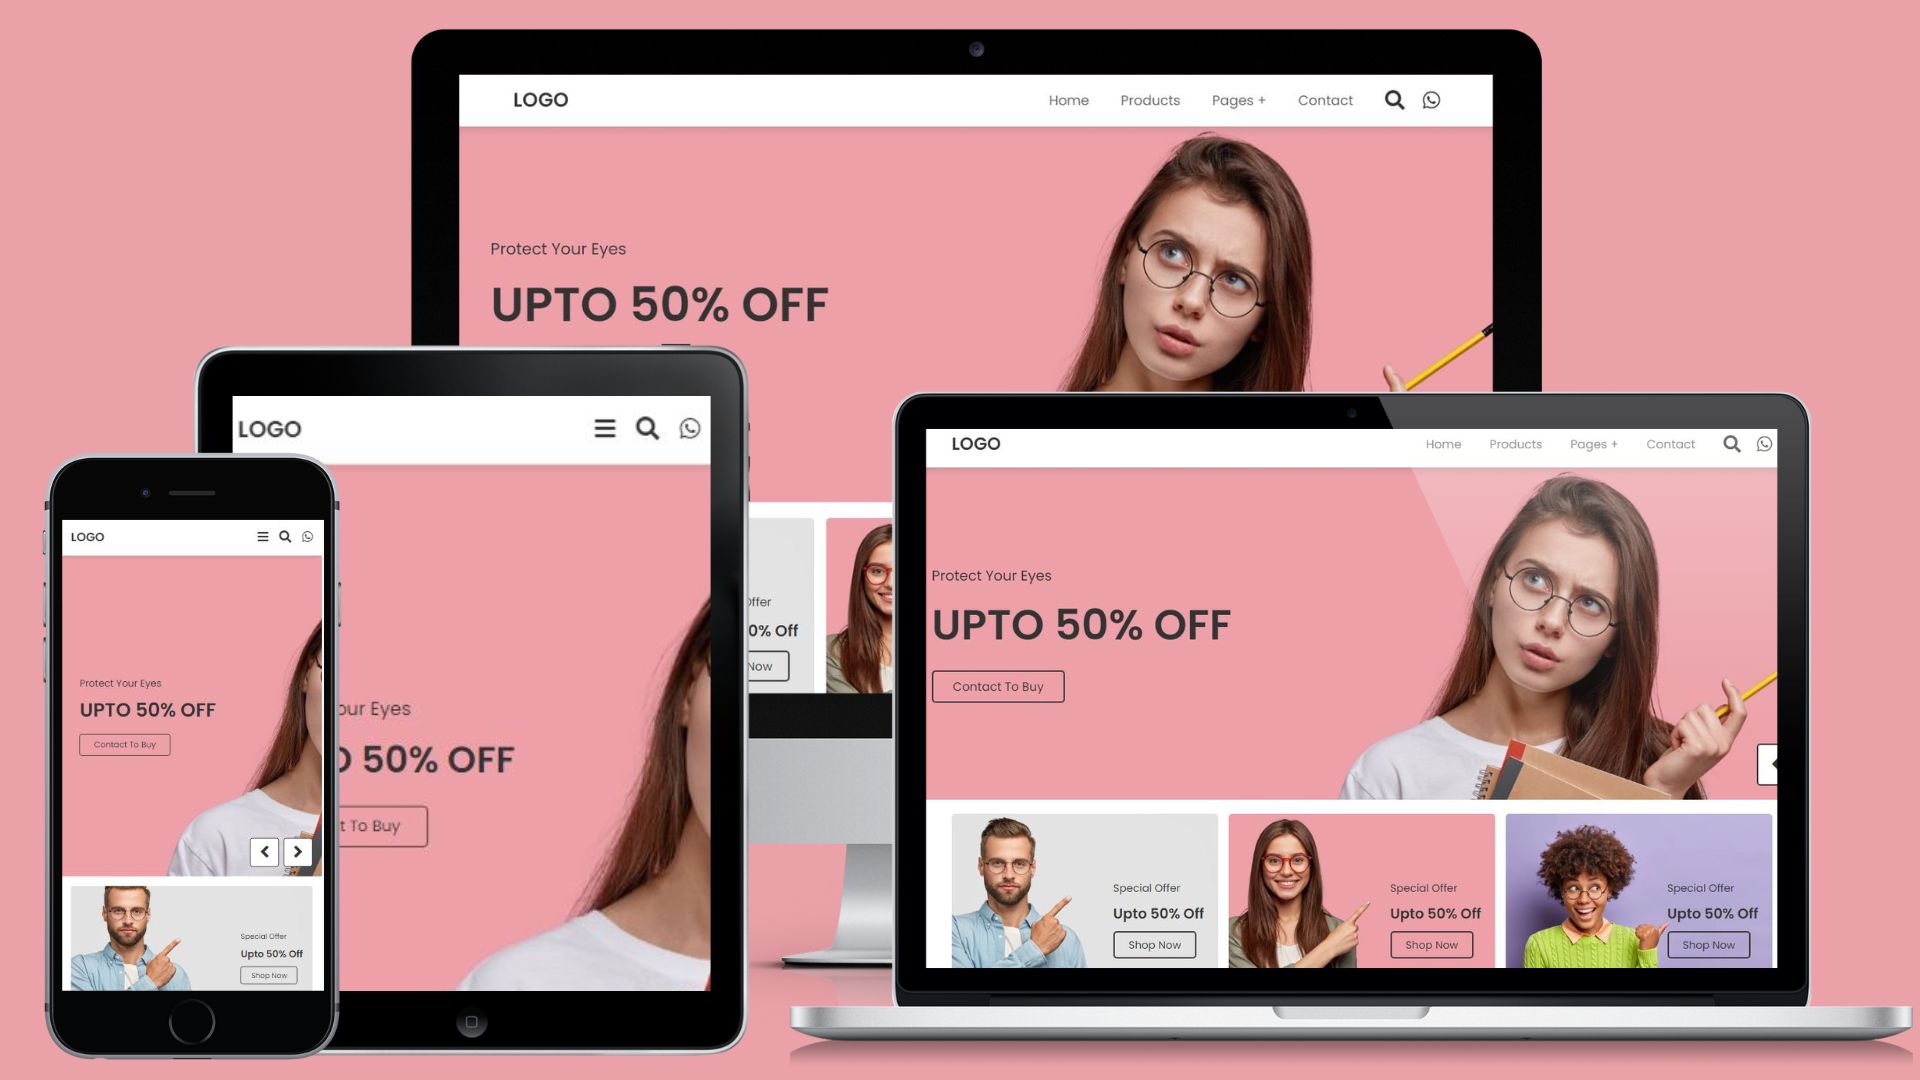 LOGO
Home
Products
Pages +
Contact
Protect Your Eyes
UPTO 50% OFF
LOGO
our Eyes
50% OFF
t To Buy
Offer
0% Off
Now
LOGO
Protect Your Eyes
UPTO 50% OFF
Contact To Buy
Special Offer
Upto 50% Off
Shop Now
LOGO
Home
Products
Pages +
Contact
Protect Your Eyes
UPTO 50% OFF
Contact To Buy
Special Offer
Upto 50% Off
Shop Now
Special Offer
Upto 50% Off
Shop Now
Special Offer
Upto 50% Off
Shop Now